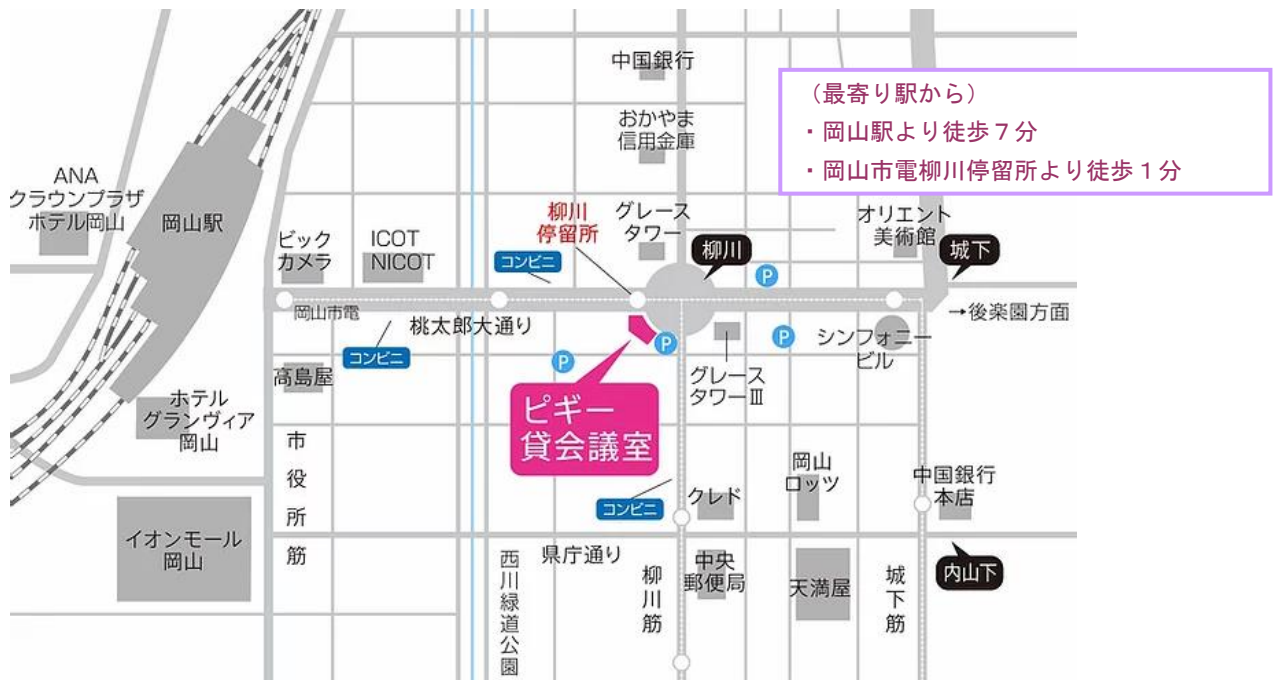 中国銀行
（最寄り駅から）
・岡山駅より徒歩７分
・岡山市電柳川停留所より徒歩１分
おかやま
信用金庫
ANA
クラウンプラザ
ホテル岡山
岡山駅
ビック
カメラ
ICOT
NICOT
コンビニ
柳川
停留所
グレース
タワー
柳川
P
オリエント
美術館
城下
岡山市電
桃太郎大通り
→後楽園方面
コンビニ
P
P
P
シンフォニー
ビル
高島屋
グレース
タワーⅢ
ピギー
貸会議室
ホテル
グランヴィア
岡山
市役所筋
岡山
ロッツ
中国銀行
本店
クレド
コンビニ
イオンモール
岡山
県庁通り
西川緑道公園
柳川筋
中央
郵便局
天満屋
城下筋
内山下